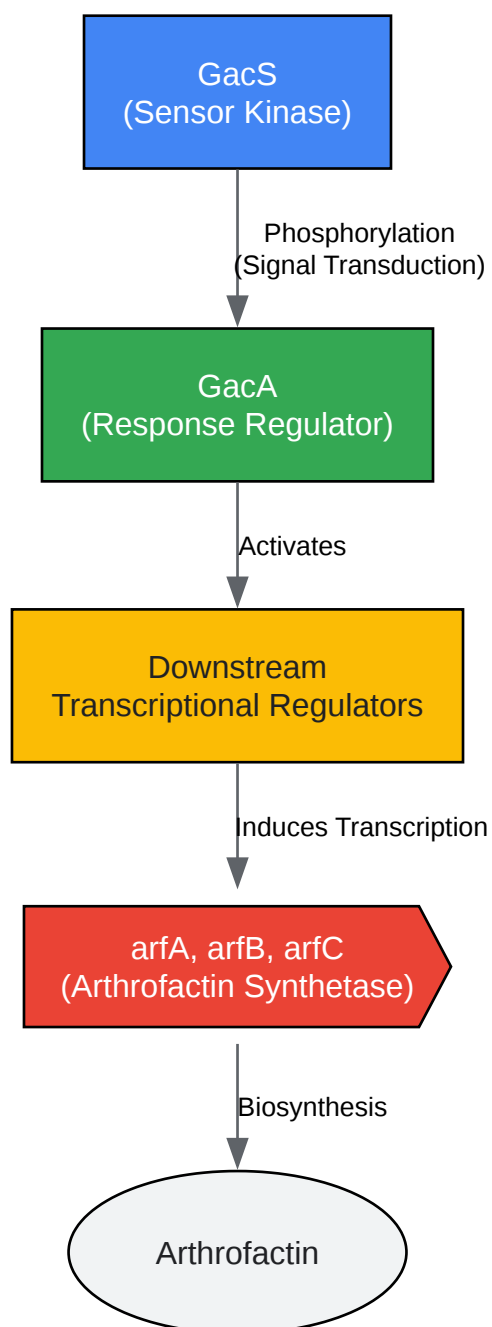 GacS
(Sensor Kinase)
Phosphorylation
(Signal Transduction)
GacA
(Response Regulator)
Activates
Downstream
Transcriptional Regulators
Induces Transcription
arfA, arfB, arfC
(Arthrofactin Synthetase)
Biosynthesis
Arthrofactin